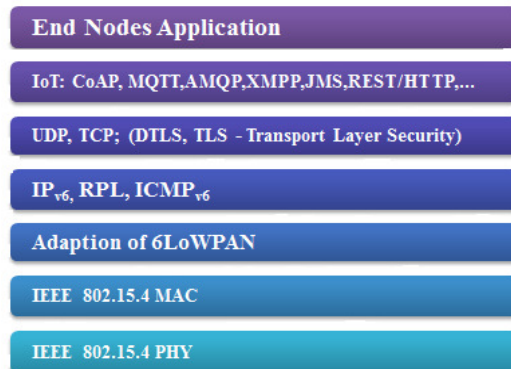 End Nodes Application
IoT: CoAP, MQTT,AMQP,XMPP,JMS,REST/HTTP,...
UDP, TCP; (DTLS, TLS - Transport Layer Security)
IPv6, RPL, ICMPv6
Adaption of 6LoWPAN
IEEE 802.15.4 MAC
IEEE 802.15.4 PHY